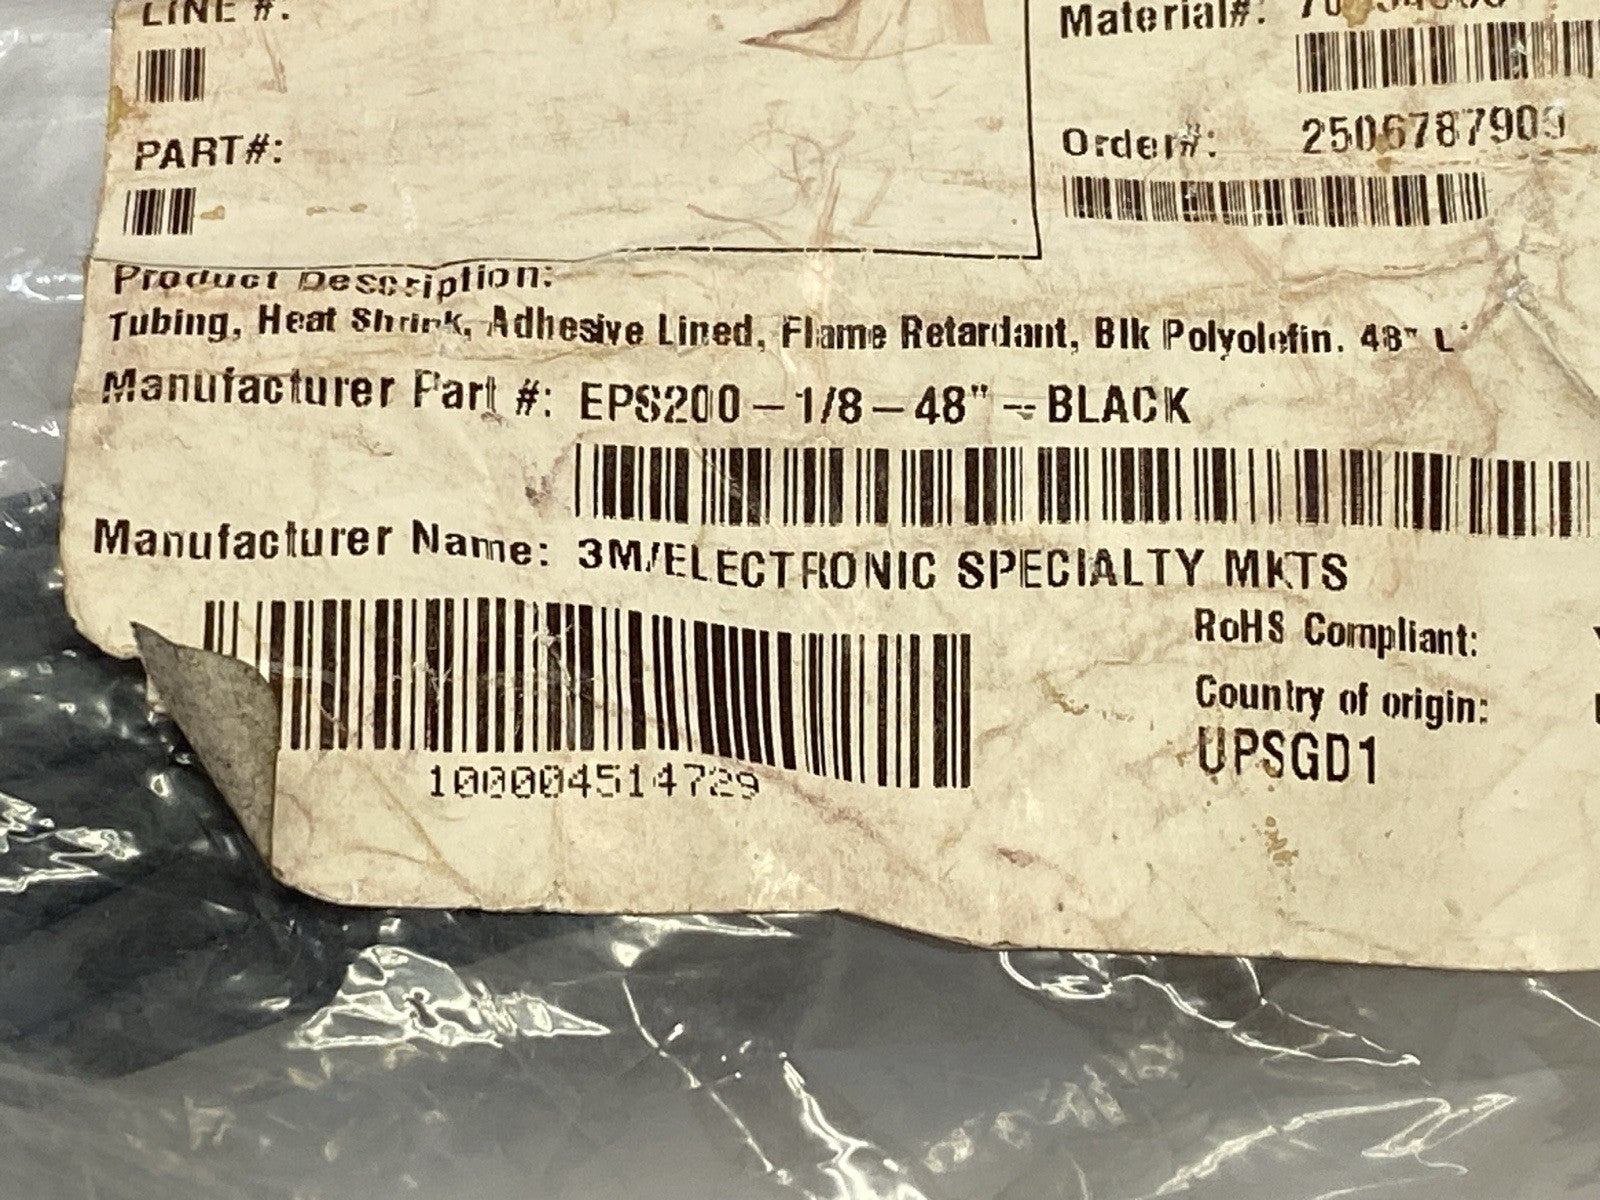 LINE #:
Material#:
PART#:
Order#: 2506787909
Product Description:
Tubing, Heat Shrink, Adhesive Lined, Flame Retardant, Blk Polyolefin. 48"
Manufacturer Part #: EPS200-1/8-48"-BLACK
Manufacturer Name: 3M/ELECTRONIC SPECIALTY MKTS
RoHS Compliant:
Country of origin:
UPSGD1
100004514729